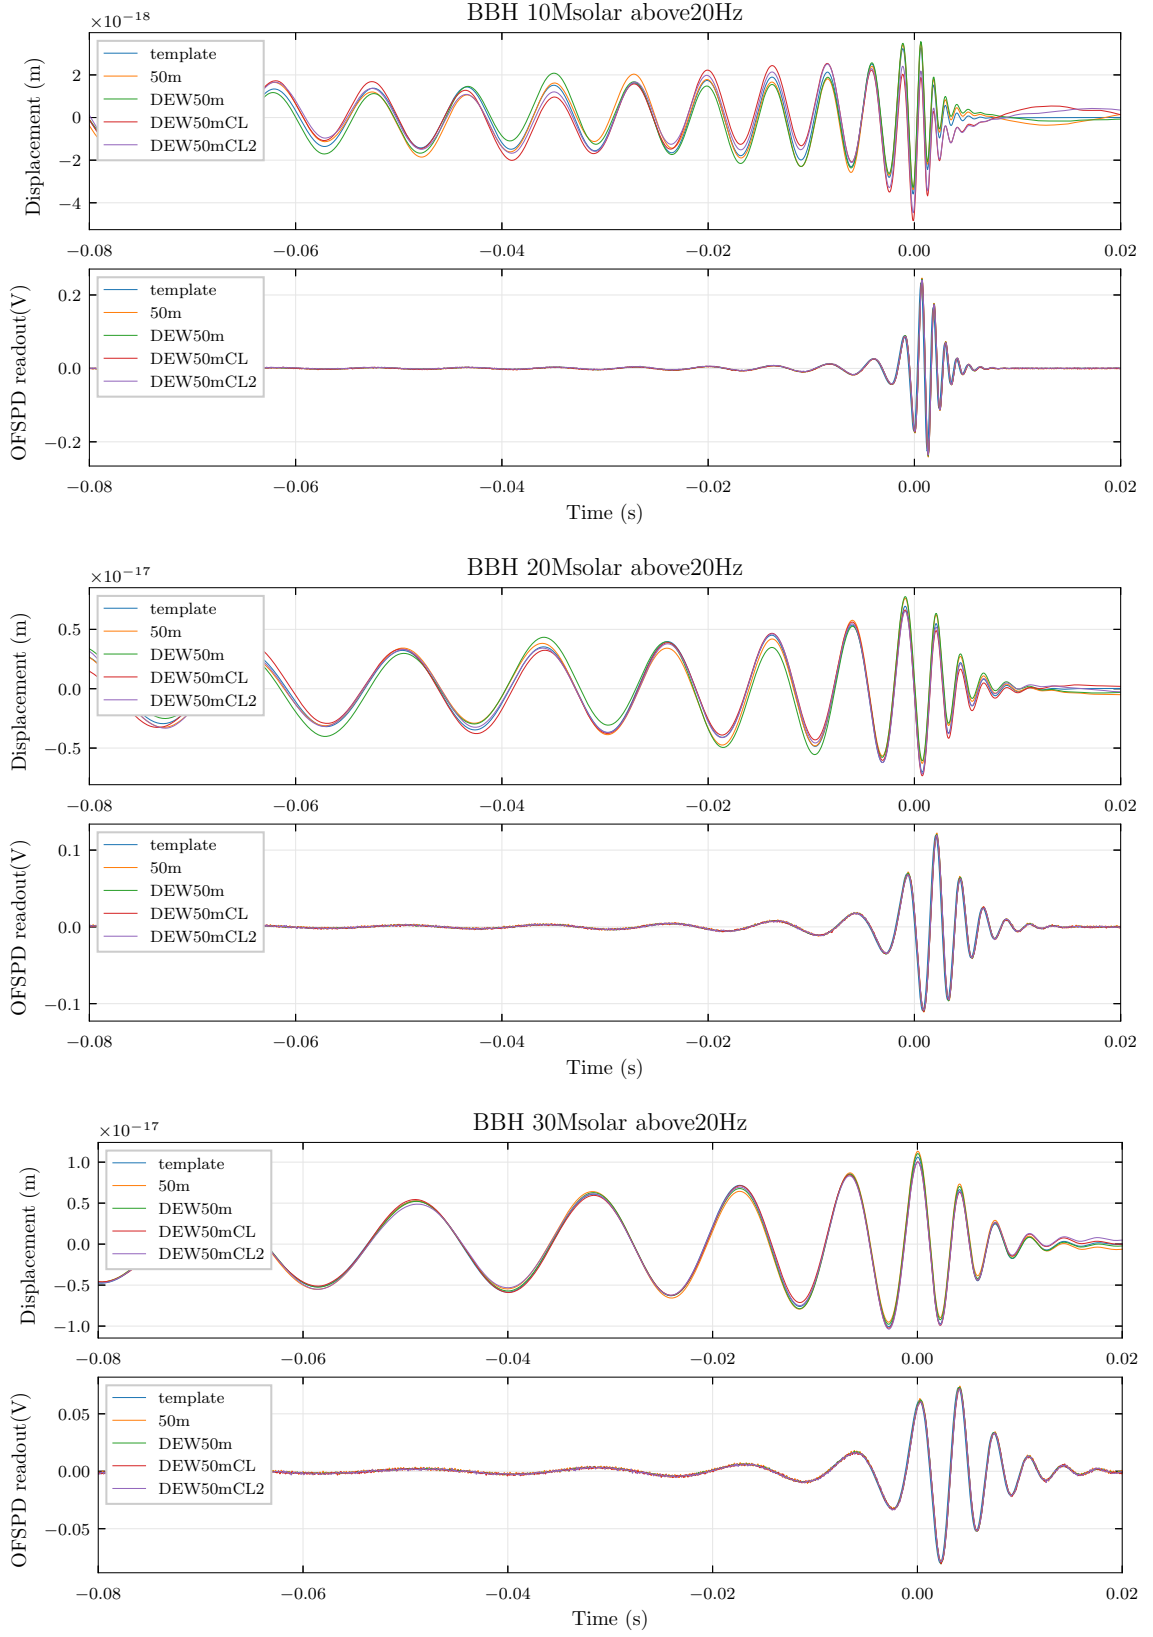 BBH 10Msolar above20Hz
×10−18
Displacement (m)
2
0
−2
−4
template
50m
DEW50m
DEW50mCL
DEW50mCL2
−0.08 −0.06 −0.04 −0.02 0.00 0.02
OFSPD readout(V)
0.2
0.0
−0.2
template
50m
DEW50m
DEW50mCL
DEW50mCL2
−0.08 −0.06 −0.04 −0.02 0.00 0.02
Time (s)
BBH 20Msolar above20Hz
×10−17
Displacement (m)
0.5
0.0
−0.5
template
50m
DEW50m
DEW50mCL
DEW50mCL2
−0.08 −0.06 −0.04 −0.02 0.00 0.02
OFSPD readout(V)
0.1
0.0
−0.1
template
50m
DEW50m
DEW50mCL
DEW50mCL2
−0.08 −0.06 −0.04 −0.02 0.00 0.02
Time (s)
BBH 30Msolar above20Hz
×10−17
Displacement (m)
1.0
0.5
0.0
−0.5
−1.0
template
50m
DEW50m
DEW50mCL
DEW50mCL2
−0.08 −0.06 −0.04 −0.02 0.00 0.02
OFSPD readout(V)
0.05
0.00
−0.05
template
50m
DEW50m
DEW50mCL
DEW50mCL2
−0.08 −0.06 −0.04 −0.02 0.00 0.02
Time (s)